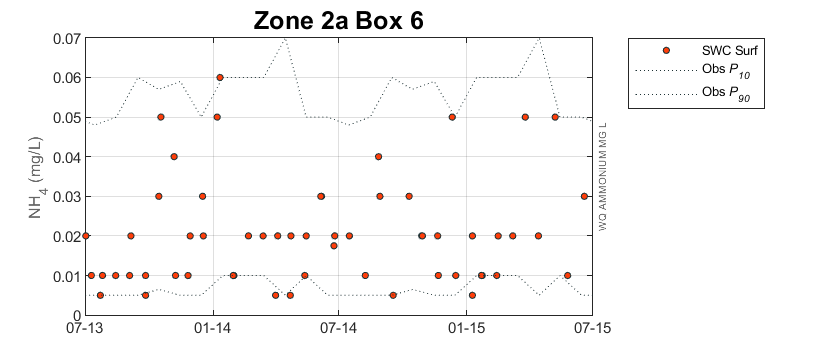 Zone 2a Box 6
NH4 (mg/L)
0.07
0.06
0.05
0.04
0.03
0.02
0.01
0
07-13
01-14
07-14
01-15
07-15
WQ AMMONIUM MG L
SWC Surf
Obs P10
Obs P90